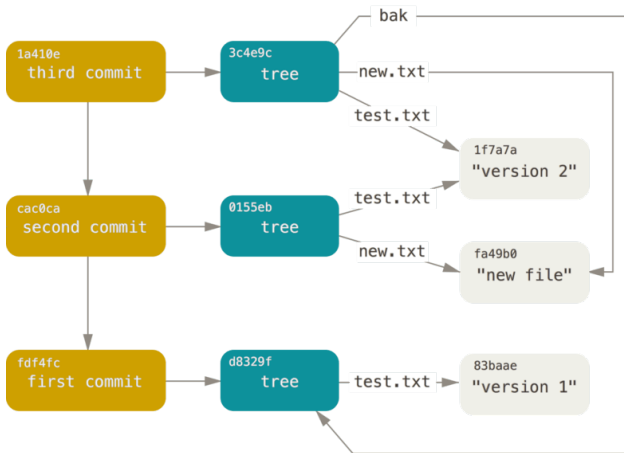 bak
1a410e
third commit
3c4e9c
tree
new.txt
test.txt
1f7a7a
"version 2"
cac0ca
second commit
0155eb
tree
test.txt
new.txt
fa49b0
"new file"
fdf4fc
first commit
d8329f
tree
test.txt
83baae
"version 1"